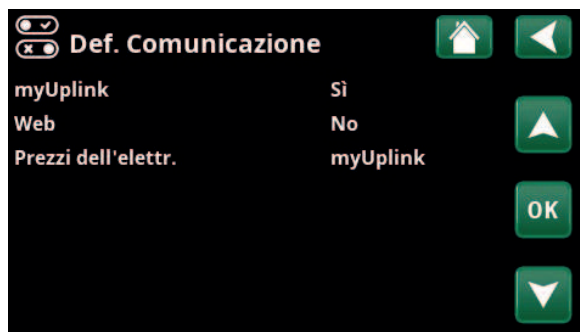 Def. Comunicazione
myUplink Sì
Web No
Prezzi dell'elettr. myUplink
OK